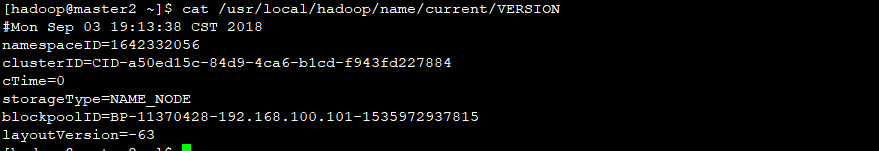 [hadoop@master2 ~]$ cat /usr/local/hadoop/name/current/VERSION
#Mon Sep 03 19:13:38 CST 2018
namespaceID=1642332056
clusterID=CID-a50ed15c-84d9-4ca6-b1cd-f943fd227884
cTime=0
storageType=NAME_NODE
blockpoolID=BP-11370428-192.168.100.101-1535972937815
layoutVersion=-63